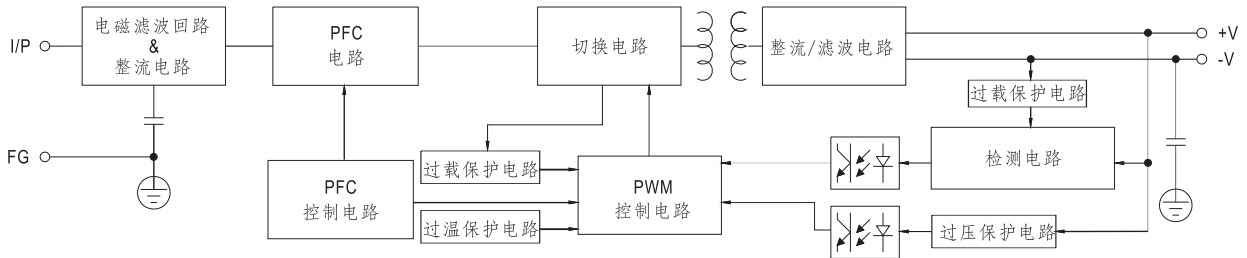 I/P
电磁滤波回路
&
整流电路
PFC
电路
切换电路
整流/滤波电路
+V
-V
过载保护电路
FG
过载保护电路
检测电路
PFC
控制电路
PWM
控制电路
过温保护电路
过压保护电路